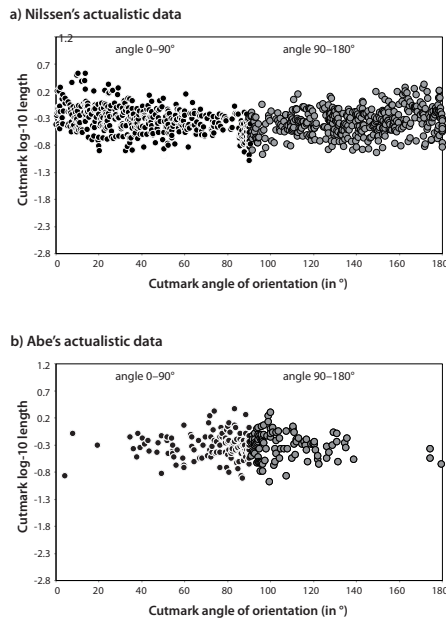 a) Nilssen's actualistic data
1.2
angle 0–90°
angle 90–180°
0.7
0.2
-0.3
-0.8
-1.3
-1.8
-2.3
-2.8
Cutmark log-10 length
0 20 40 60 80 100 120 140 160 180
Cutmark angle of orientation (in °)
b) Abe's actualistic data
1.2
angle 0–90°
angle 90–180°
0.7
0.2
-0.3
-0.8
-1.3
-1.8
-2.3
-2.8
Cutmark log-10 length
0 20 40 60 80 100 120 140 160 180
Cutmark angle of orientation (in °)